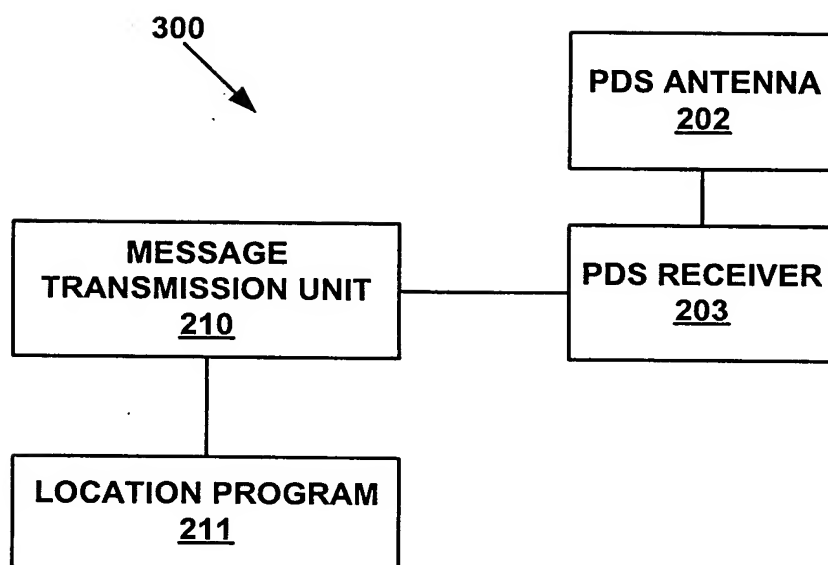 300
PDS ANTENNA
202
MESSAGE
TRANSMISSION UNIT
210
PDS RECEIVER
203
LOCATION PROGRAM
211